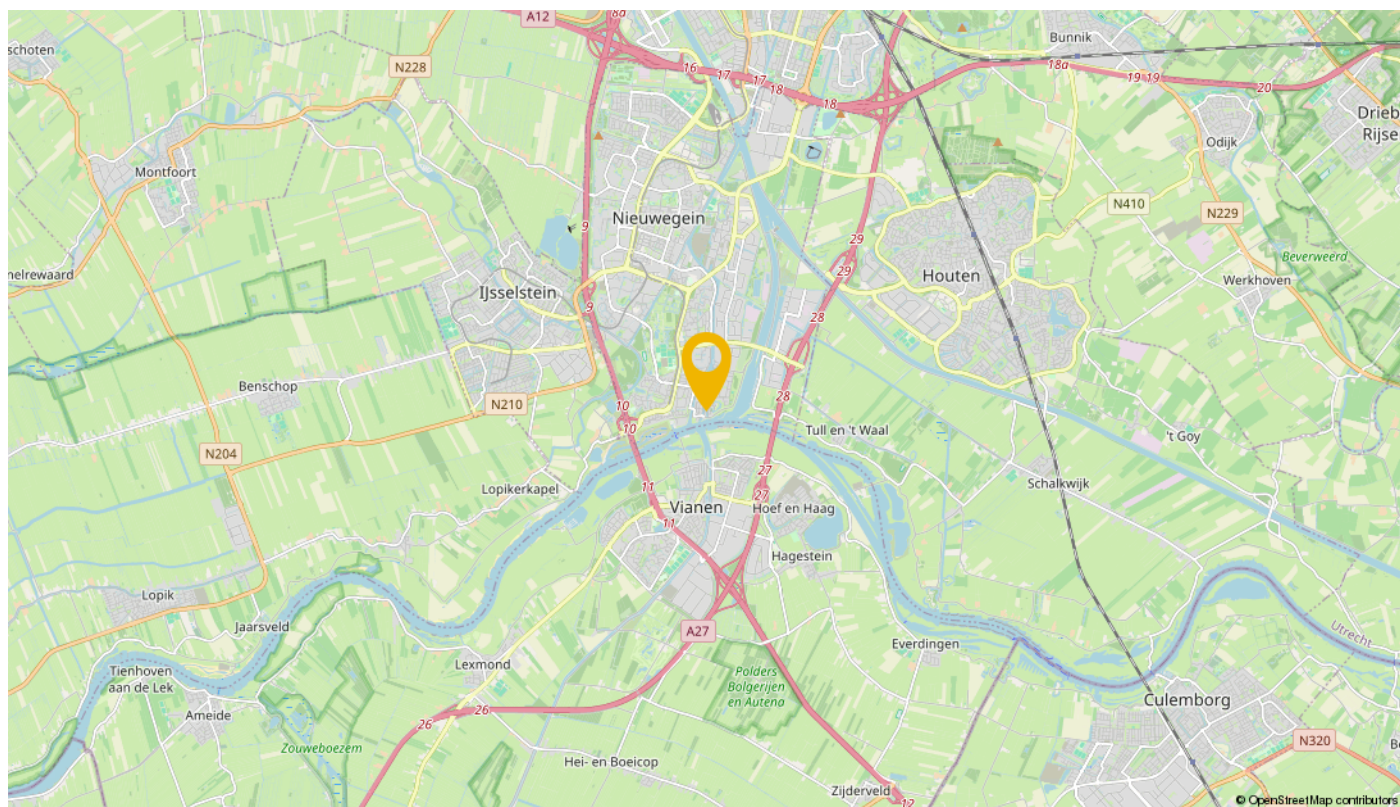 A12
18a
schoten
N228
16
17
17
18
18
Bunnik
18a
19
19
20
Drieb
Rijse
Odijk
Montfoort
Nieuwegein
9
29
29
N410
N229
Beverweerd
nelrewaard
IJsselstein
Houten
Werkhoven
9
28
Benschop
N210
10
10
28
Tull en 't Waal
't Goy
N204
Lopikerkapel
11
27
27
Schalkwijk
Vianen
Hoef en Haag
11
Hagestein
Lopik
Jaarsveld
A27
Utrecht
Everdingen
Tienhoven
aan de Lek
Lexmond
Polders
Bolgerijen
en Autena
Ameide
26
26
Culemborg
Zouweboezem
Hei- en Boeicop
N320
Zijderveld
12
© OpenStreetMap contributors